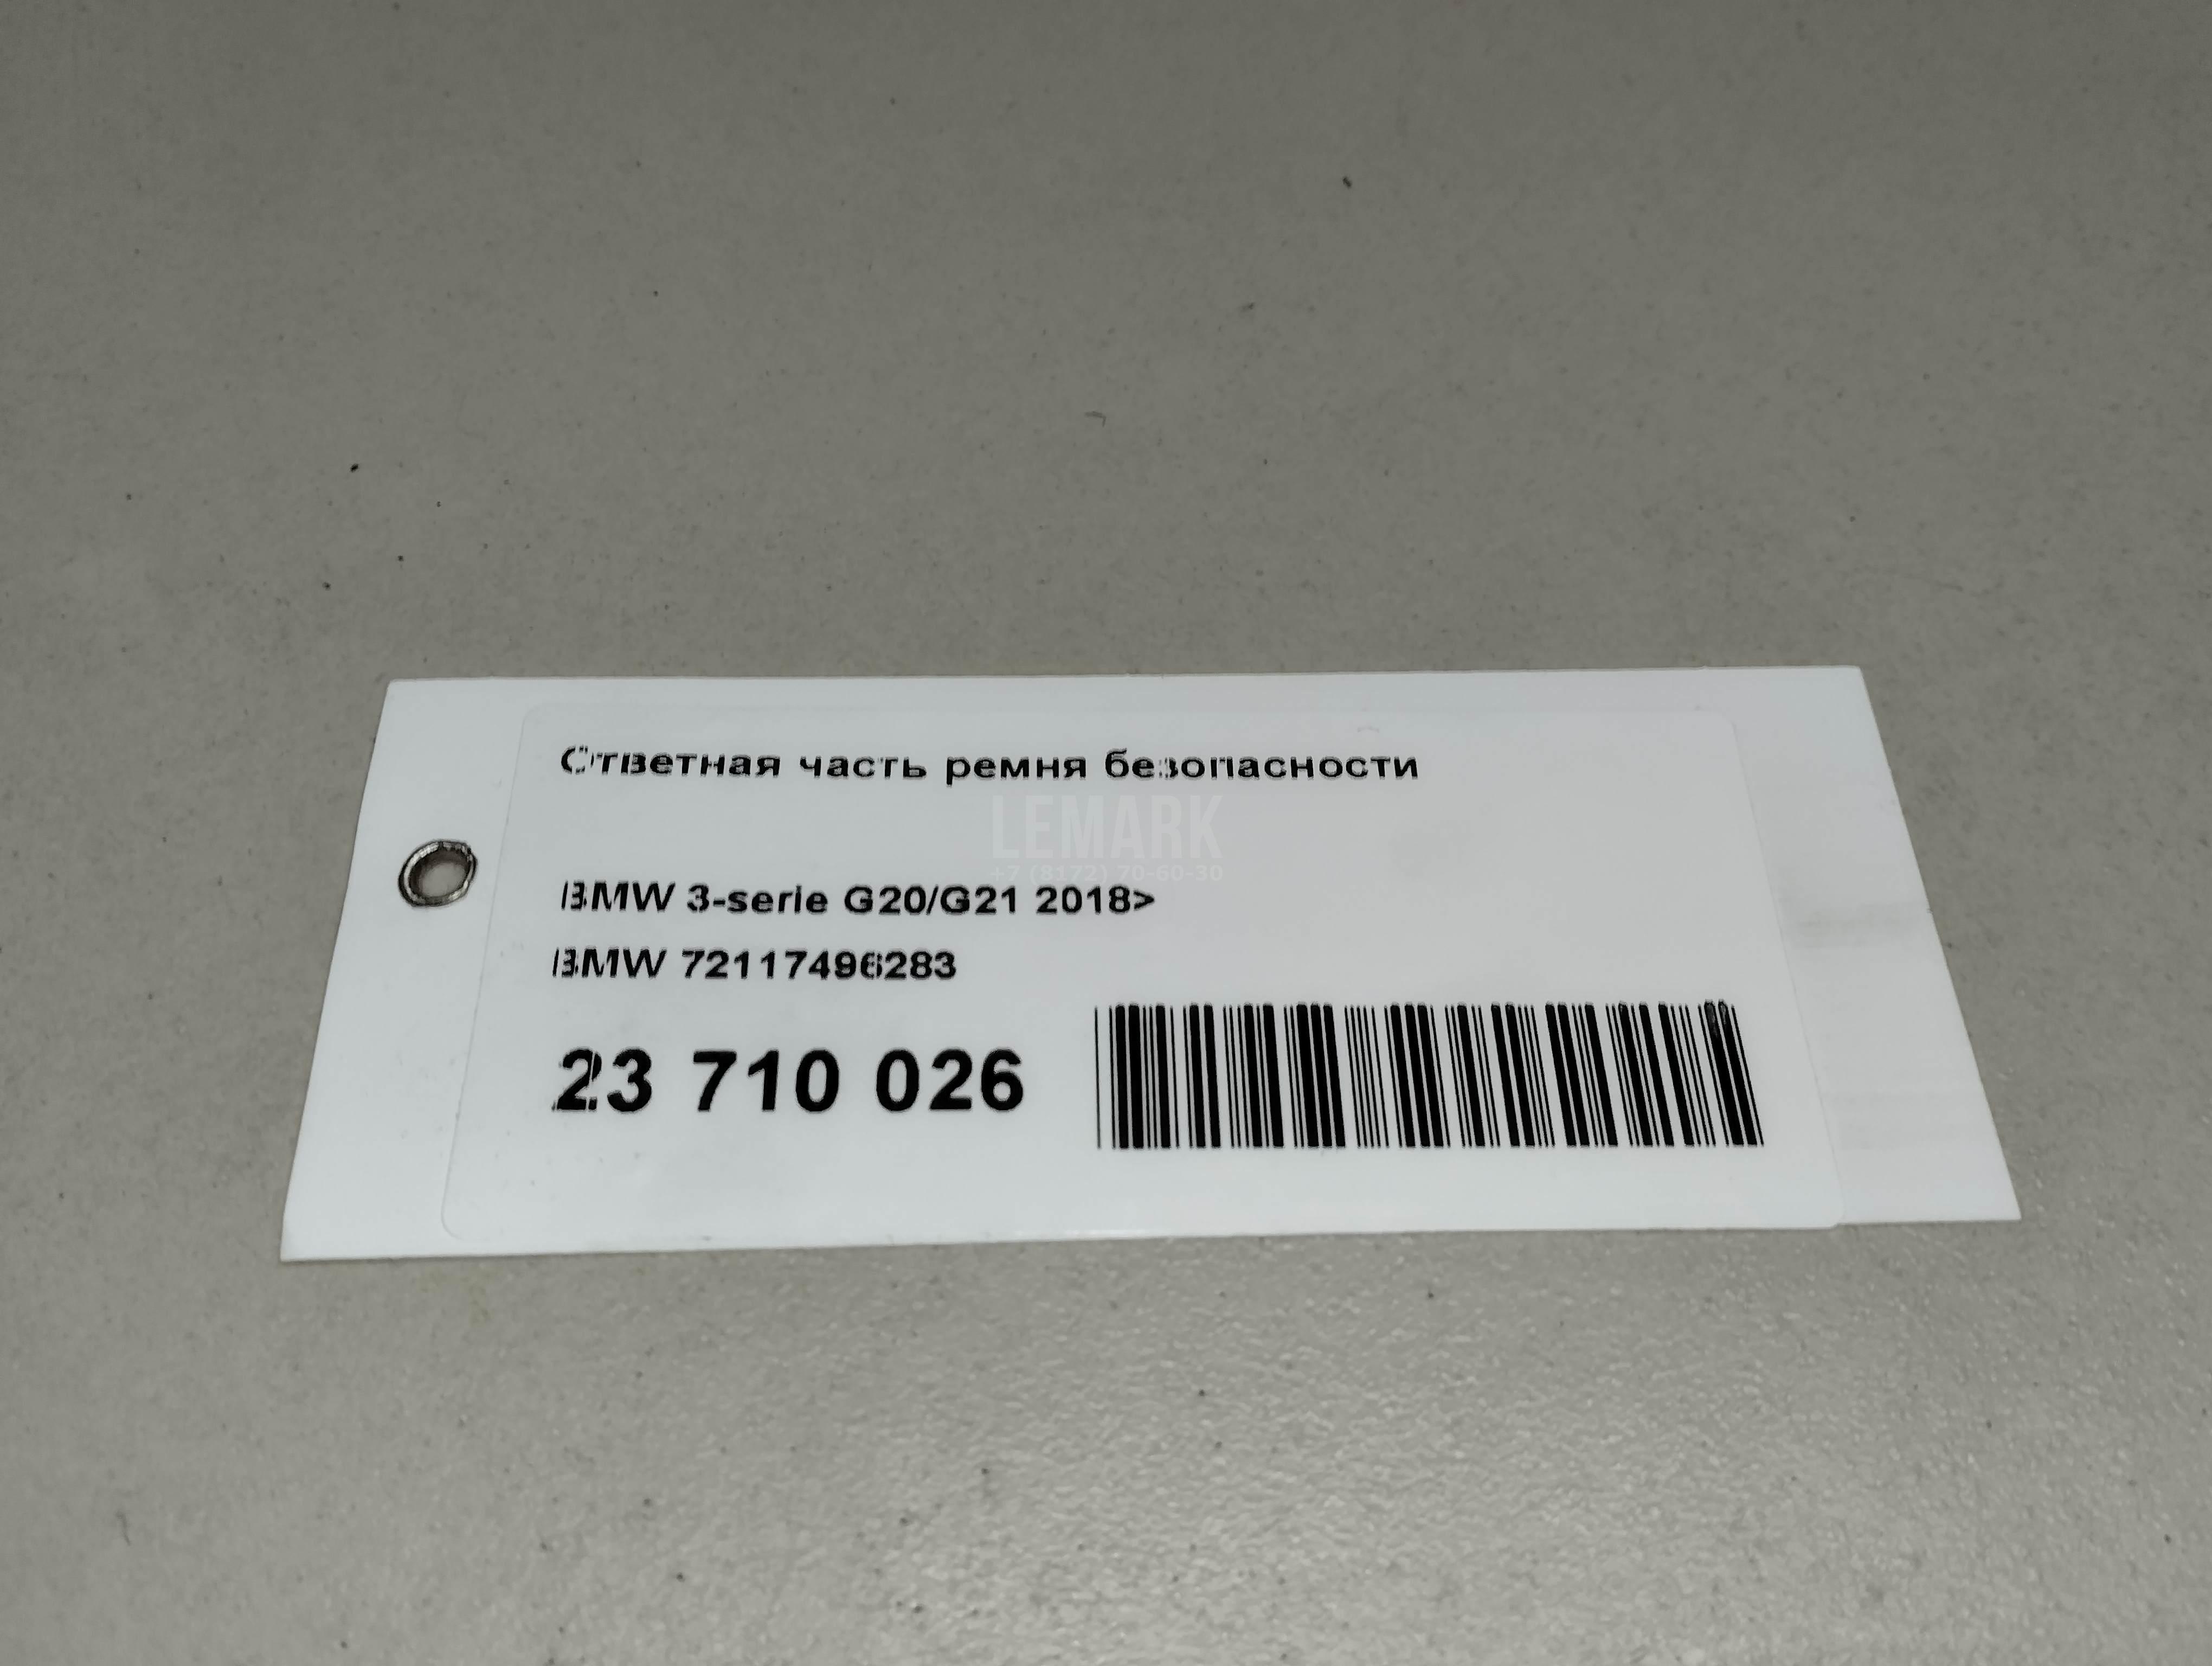 Ответная часть ремня безопасности
LEMARK
+7 (8172) 70-60-30
BMW 3-serie G20/G21 2018>
BMW 72117496283
23 710 026